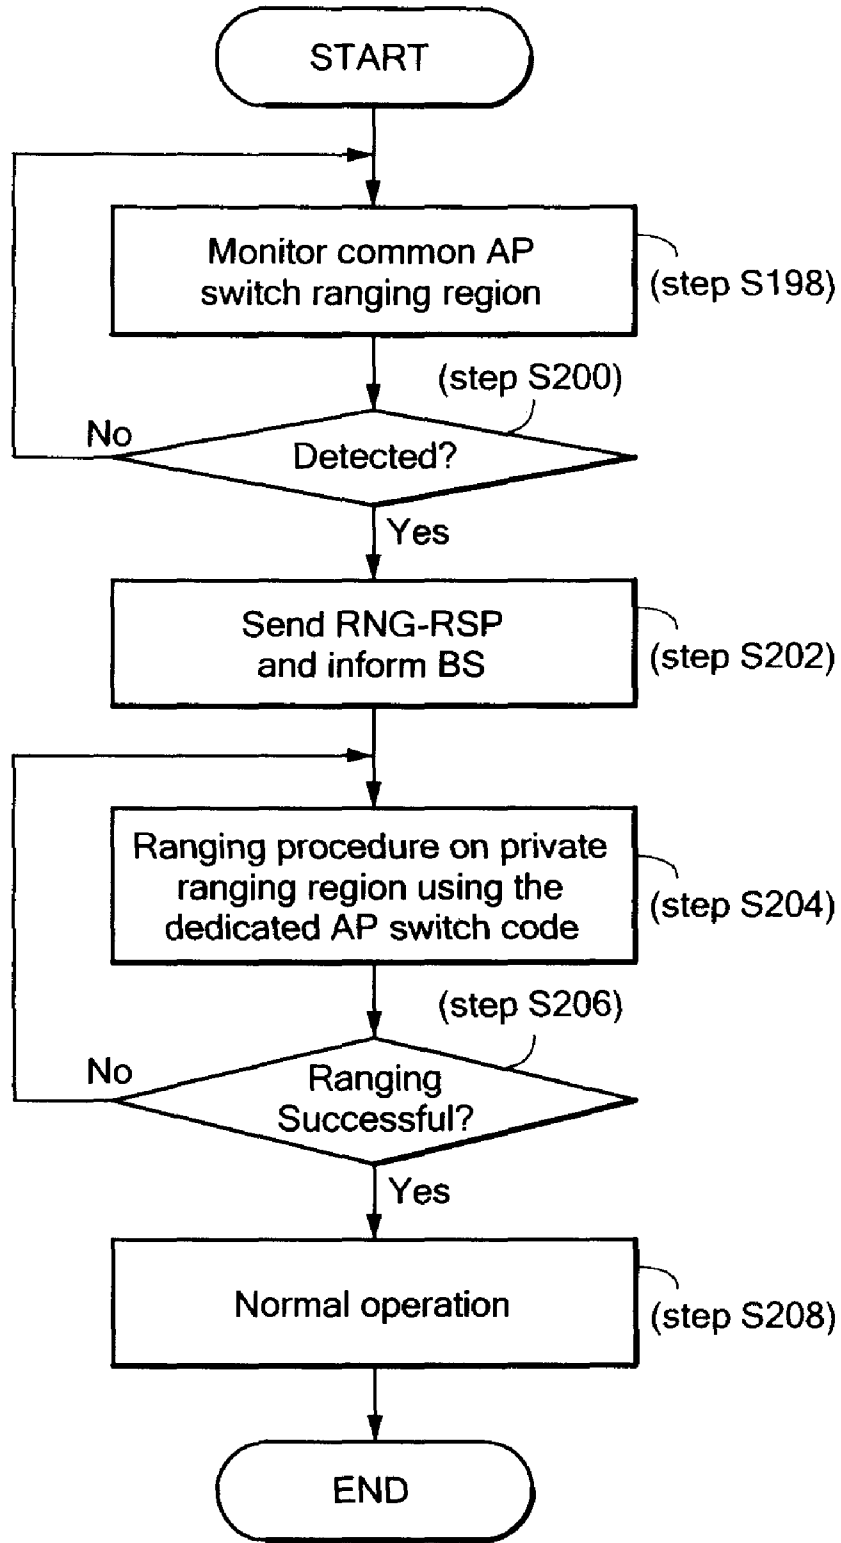 START
Monitor common AP
switch ranging region
(step S198)
(step S200)
No
Detected?
Yes
Send RNG-RSP
and inform BS
(step S202)
Ranging procedure on private
ranging region using the
dedicated AP switch code
(step S204)
(step S206)
No
Ranging
Successful?
Yes
Normal operation
(step S208)
END